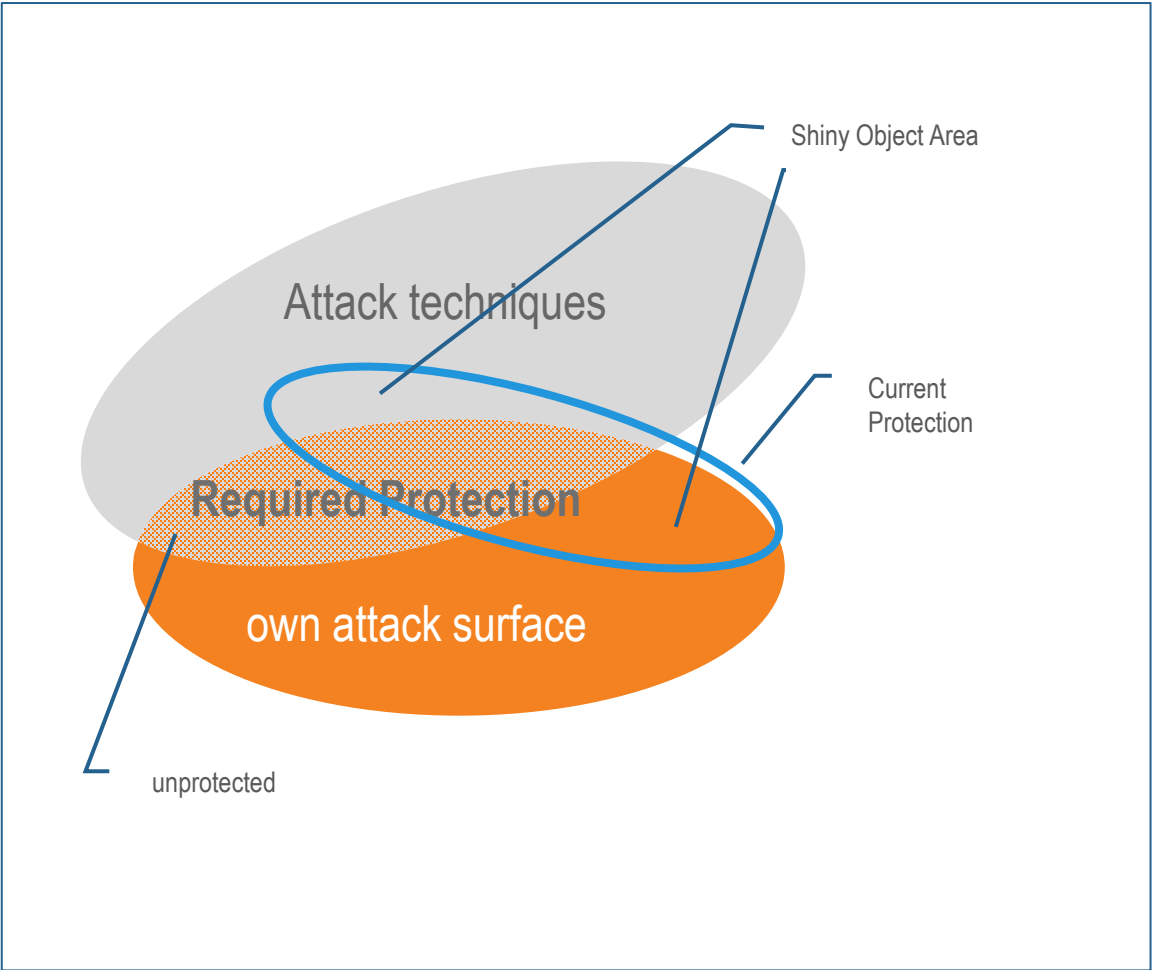 Shiny Object Area
Attack techniques
Current
Protection
Required Protection
own attack surface
unprotected